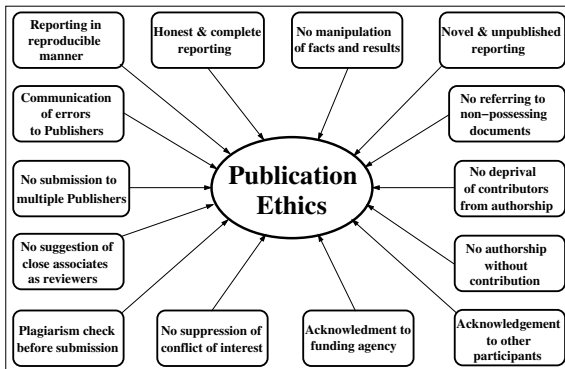 Reporting in
reproducible
manner
Honest & complete
reporting
No manipulation
of facts and results
Novel & unpublished
reporting
Communication
of errors
to Publishers
No referring to
non-possessing
documents
Publication
Ethics
No submission to
multiple Publishers
No deprival
of contributors
from authorship
No suggestion of
close associates
as reviewers
No authorship
without
contribution
Plagiarism check
before submission
No suppression of
conflict of interest
Acknowledment to
funding agency
Acknowledgement
to other
participants